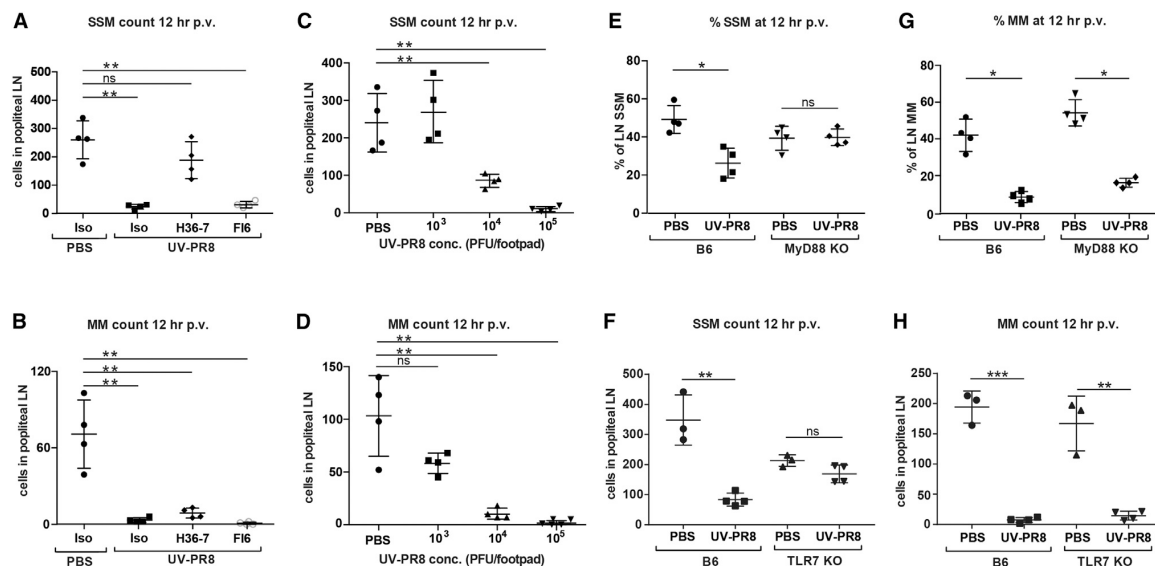 A
SSM count 12 hr p.v.
**
ns
**
cells in popliteal LN
500
400
300
200
100
0
Iso Iso H36-7 FI6
PBS UV-PR8
C
SSM count 12 hr p.v.
**
**
cells in popliteal LN
400
300
200
100
0
PBS 10³ 10⁴ 10⁵
UV-PR8 conc. (PFU/footpad)
E
% SSM at 12 hr p.v.
* ns
% of LN SSM
80
60
40
20
0
PBS UV-PR8 PBS UV-PR8
B6 MyD88 KO
G
% MM at 12 hr p.v.
* *
% of LN MM
80
60
40
20
0
PBS UV-PR8 PBS UV-PR8
B6 MyD88 KO
B
MM count 12 hr p.v.
**
**
**
cells in popliteal LN
120
60
0
Iso Iso H36-7 FI6
PBS UV-PR8
D
MM count 12 hr p.v.
**
**
ns
cells in popliteal LN
150
100
50
0
PBS 10³ 10⁴ 10⁵
UV-PR8 conc. (PFU/footpad)
F
SSM count 12 hr p.v.
** ns
cells in popliteal LN
500
400
300
200
100
0
PBS UV-PR8 PBS UV-PR8
B6 TLR7 KO
H
MM count 12 hr p.v.
*** **
cells in popliteal LN
250
200
150
100
50
0
PBS UV-PR8 PBS UV-PR8
B6 TLR7 KO